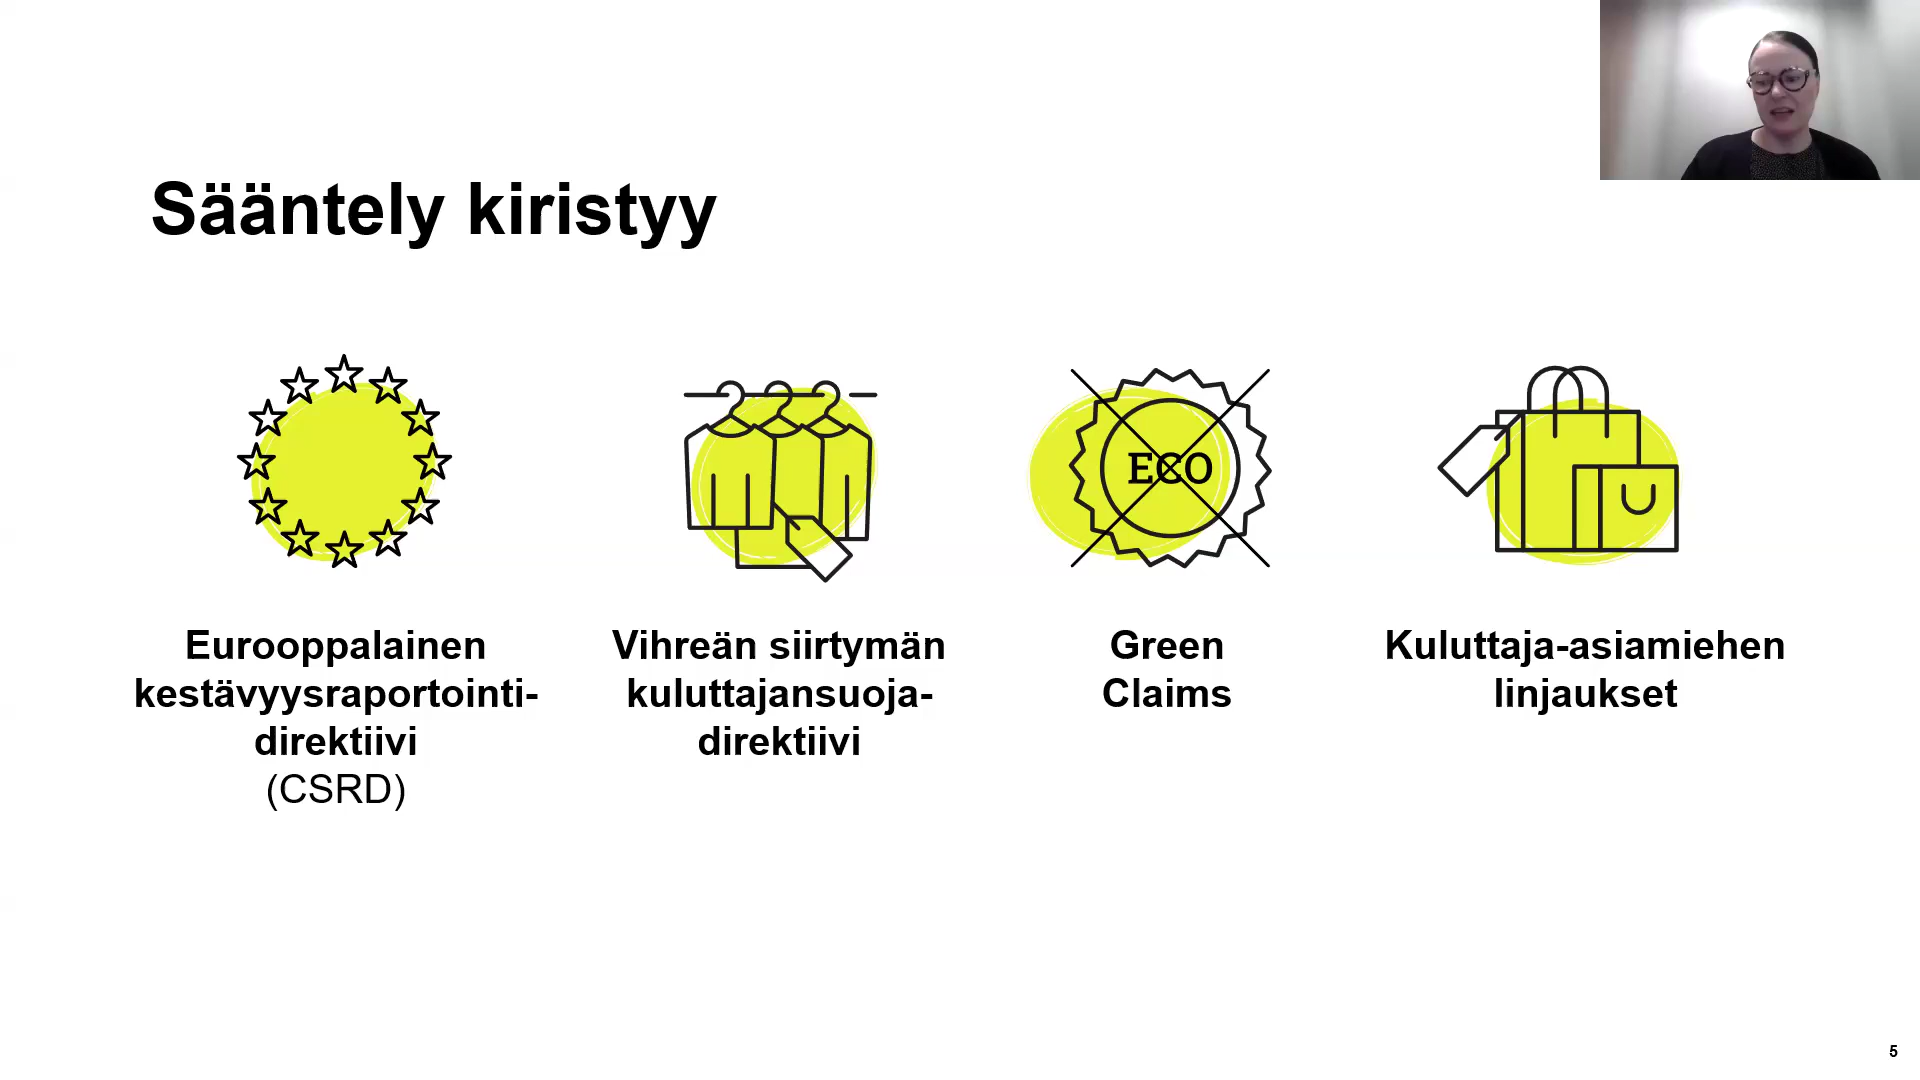 Sääntely kiristyy
ECO
Eurooppalainen
kestävyysraportointi-
direktiivi
(CSRD)
Vihreän siirtymän
kuluttajansuoja-
direktiivi
Green
Claims
Kuluttaja-asiamiehen
linjaukset
5